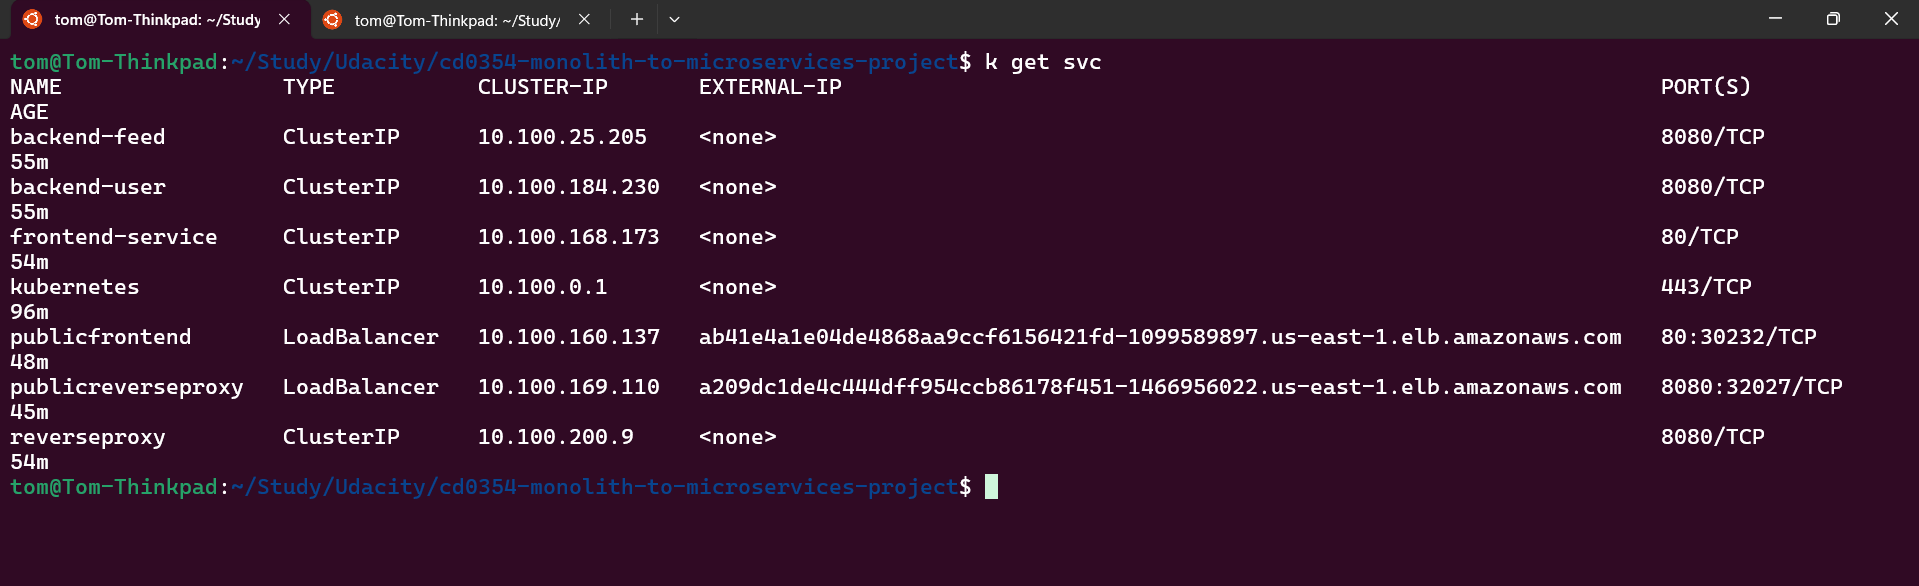 tom@Tom-Thinkpad: ~/Study tom@Tom-Thinkpad: ~/Study/
tom@Tom-Thinkpad:~/Study/Udacity/cd0354-monolith-to-microservices-project$ k get svc
NAME TYPE CLUSTER-IP EXTERNAL-IP PORT(S)
AGE
backend-feed ClusterIP 10.100.25.205 <none> 8080/TCP
55m
backend-user ClusterIP 10.100.184.230 <none> 8080/TCP
55m
frontend-service ClusterIP 10.100.168.173 <none> 80/TCP
54m
kubernetes ClusterIP 10.100.0.1 <none> 443/TCP
96m
publicfrontend LoadBalancer 10.100.160.137 ab41e4a1e04de4868aa9ccf6156421fd-1099589897.us-east-1.elb.amazonaws.com 80:30232/TCP
48m
publicreverseproxy LoadBalancer 10.100.169.110 a209dc1de4c444dff954ccb86178f451-1466956022.us-east-1.elb.amazonaws.com 8080:32027/TCP
45m
reverseproxy ClusterIP 10.100.200.9 <none> 8080/TCP
54m
tom@Tom-Thinkpad:~/Study/Udacity/cd0354-monolith-to-microservices-project$